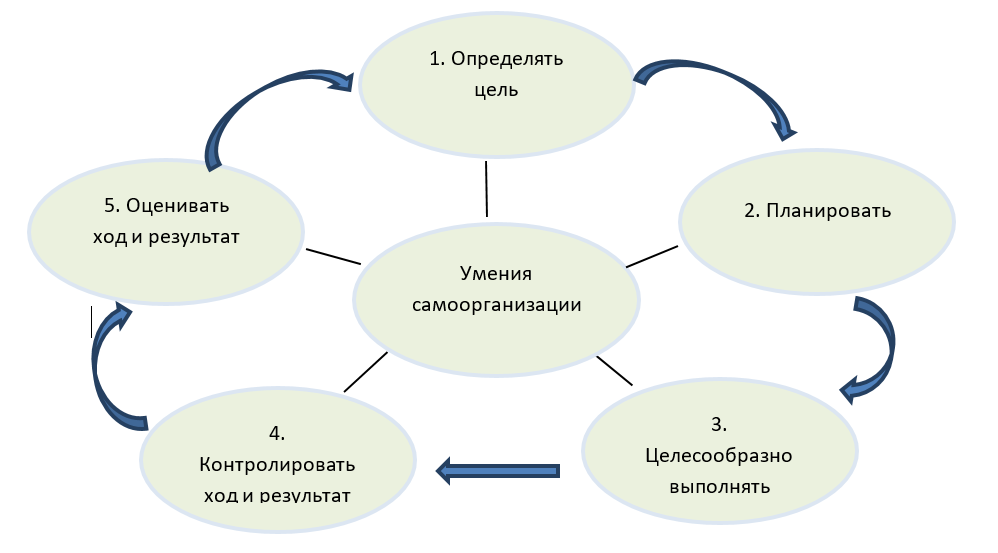 1. Определять
цель
2. Планировать
3.
Целесообразно
выполнять
4.
Контролировать
ход и результат
5. Оценивать
ход и результат
Умения
самоорганизации